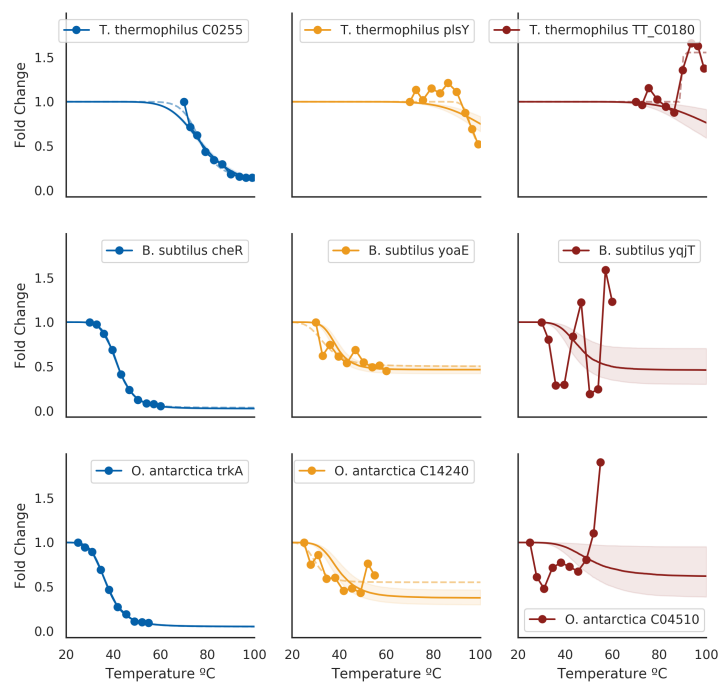 T. thermophilus C0255
T. thermophilus plsY
T. thermophilus TT_C0180
Fold Change
1.5
1.0
0.5
0.0
B. subtilus cheR
B. subtilus yoaE
B. subtilus yqjT
Fold Change
1.5
1.0
0.5
0.0
O. antarctica trkA
O. antarctica C14240
O. antarctica C04510
Fold Change
1.5
1.0
0.5
0.0
20 40 60 80 100
20 40 60 80 100
20 40 60 80 100
Temperature ºC
Temperature ºC
Temperature ºC